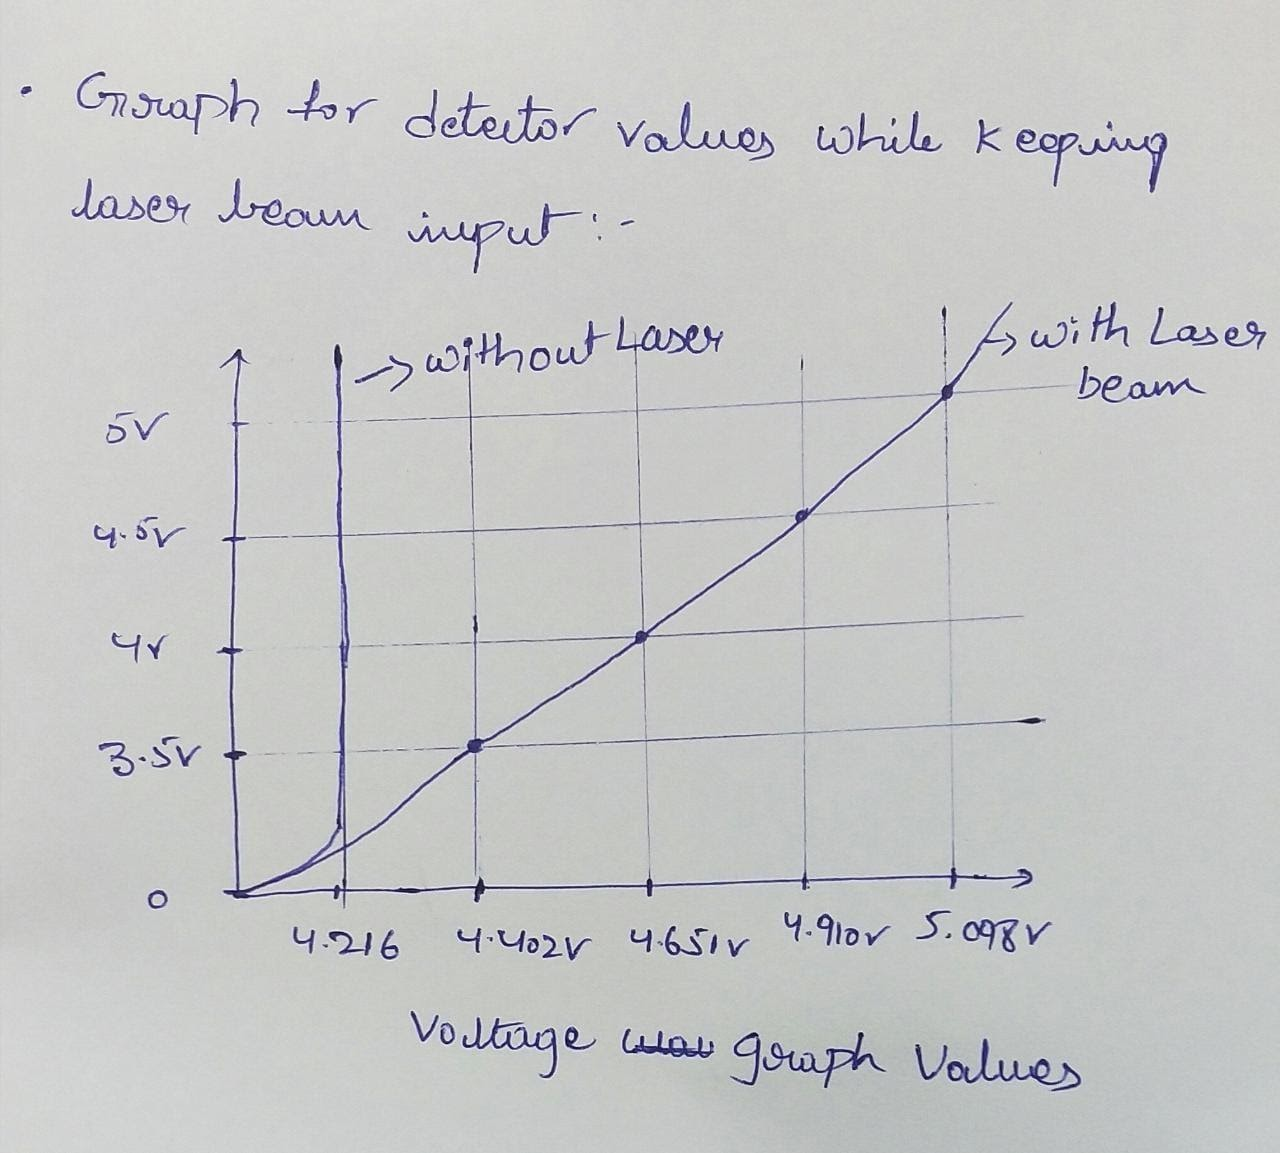 • Graph for detector values while keeping
laser beam input :-
→ without Laser
→ with Laser
beam
5V
4.5V
4V
3.5V
0
4.216 4.402V 4.651V 4.910V 5.098V
Voltage graph Values